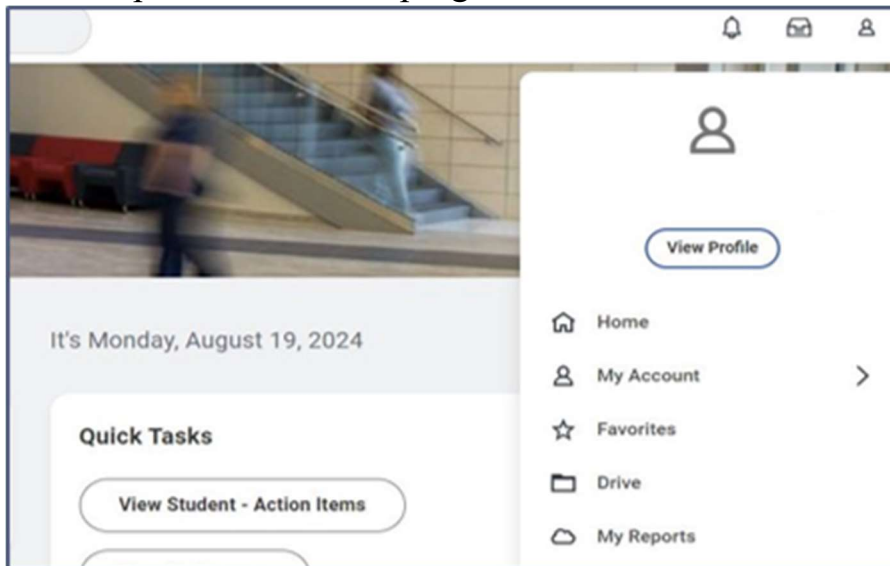 View Profile
It's Monday, August 19, 2024
Home
My Account
Quick Tasks
Favorites
View Student - Action Items
Drive
My Reports